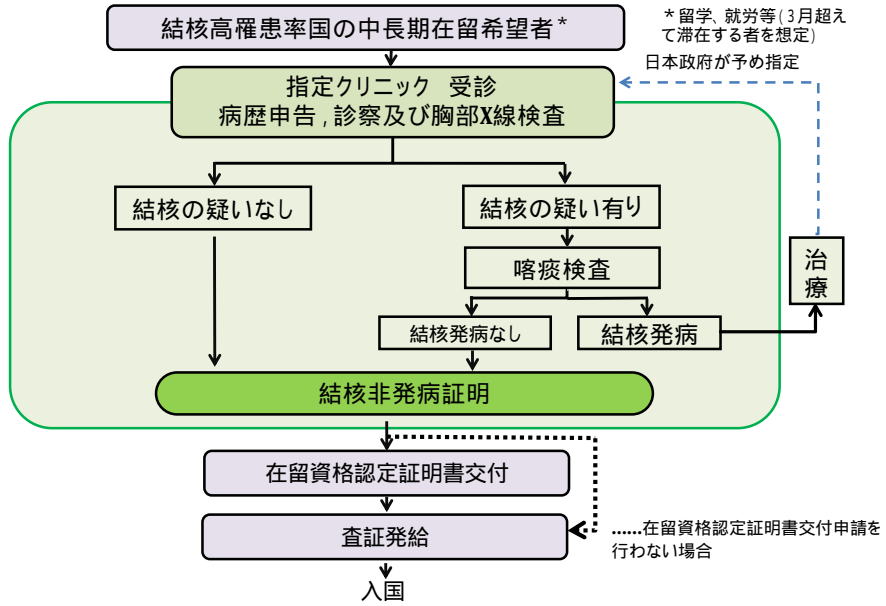 結核高罹患率国の中長期在留希望者*
*留学、就労等(3月超え
て滞在する者を想定)
日本政府が予め指定
指定クリニック 受診
病歴申告,診察及び胸部X線検査
結核の疑いなし
結核の疑い有り
喀痰検査
治療
結核発病なし
結核発病
結核非発病証明
在留資格認定証明書交付
査証発給
……在留資格認定証明書交付申請を
行わない場合
入国